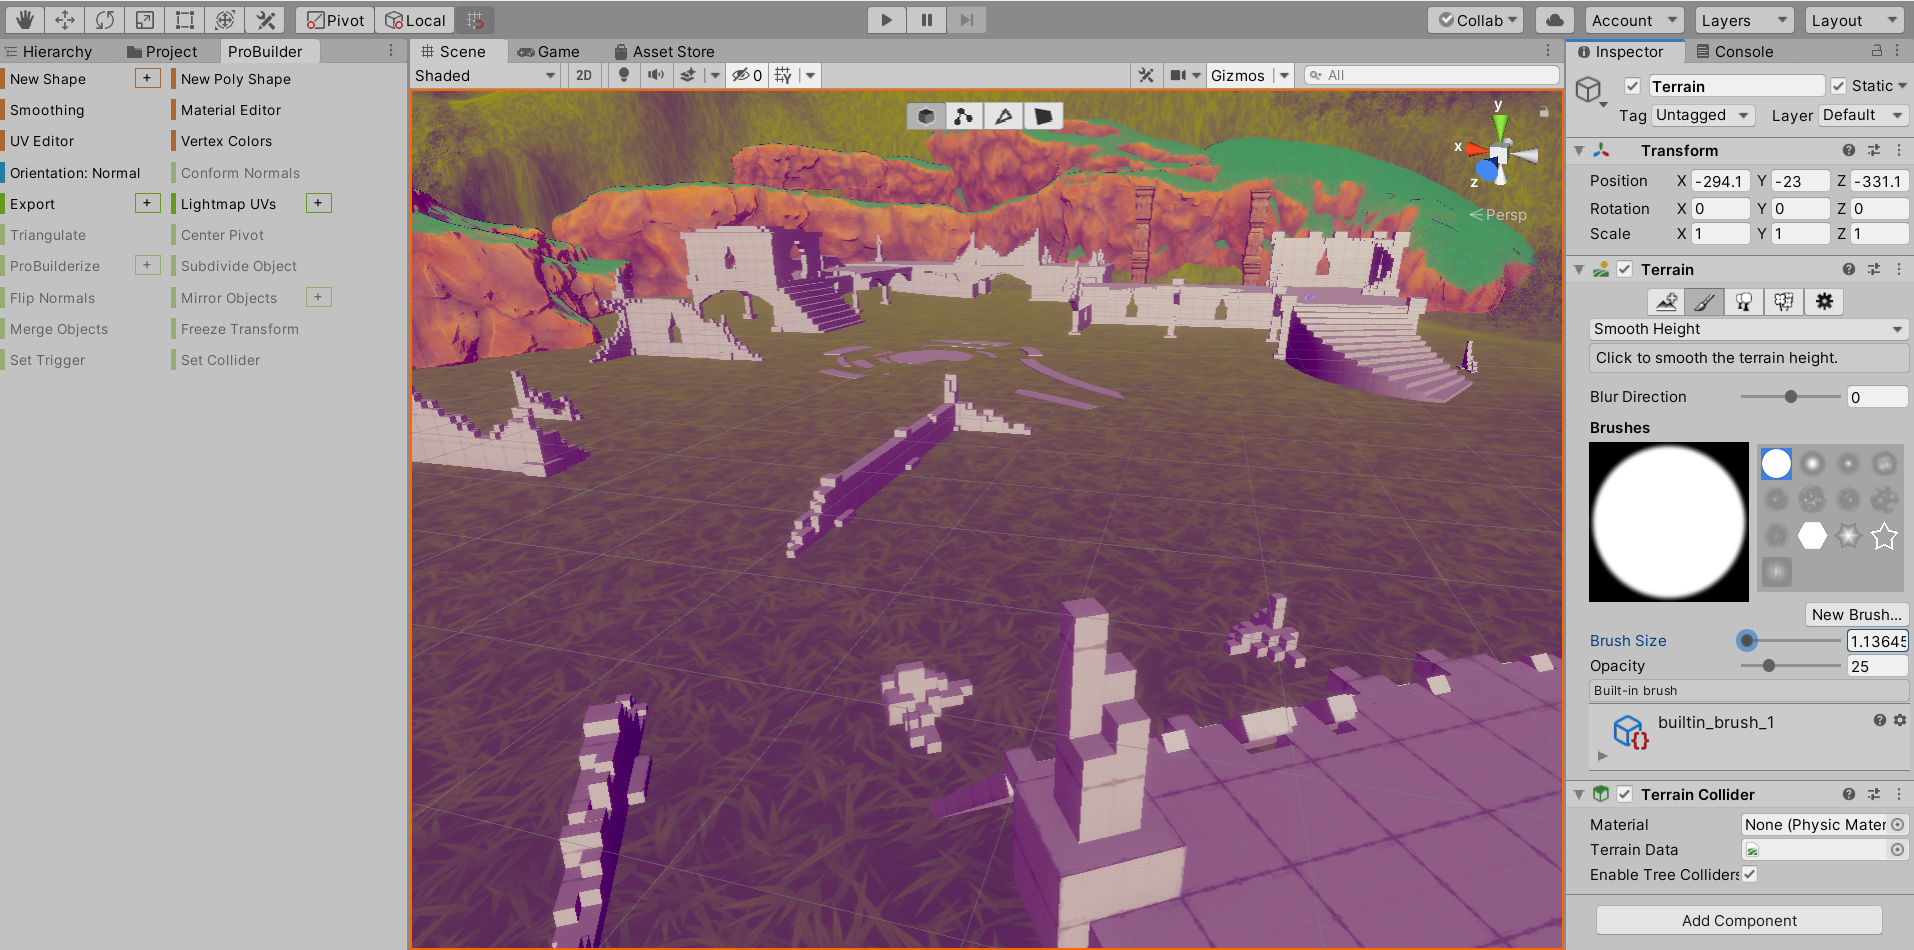 Pivot Local Collab Account Layers Layout
Hierarchy Project ProBuilder Scene Game Asset Store Inspector Console
Shaded 2D 0 Gizmos All
New Shape + New Poly Shape
Smoothing Material Editor
UV Editor Vertex Colors
Orientation: Normal Conform Normals
Export + Lightmap UVs +
Triangulate Center Pivot
ProBuilderize + Subdivide Object
Flip Normals Mirror Objects +
Merge Objects Freeze Transform
Set Trigger Set Collider
y
x
z
Persp
Terrain Static
Tag Untagged Layer Default
Transform
Position X -294.1 Y -23 Z -331.1
Rotation X 0 Y 0 Z 0
Scale X 1 Y 1 Z 1
Terrain
Smooth Height
Click to smooth the terrain height.
Blur Direction 0
Brushes
New Brush...
Brush Size 1.13645
Opacity 25
Built-in brush
builtin_brush_1
Terrain Collider
Material None (Physic Mater
Terrain Data
Enable Tree Colliders
Add Component